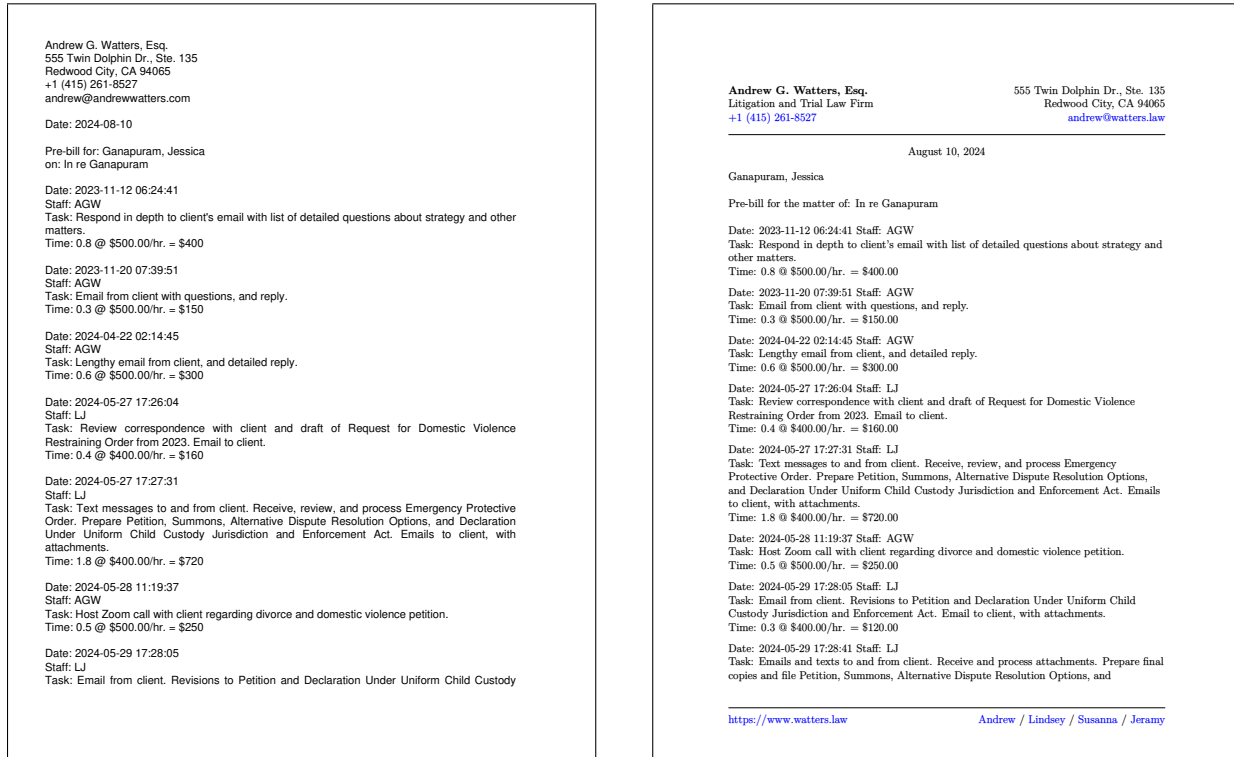 Andrew G. Watters, Esq.
555 Twin Dolphin Dr., Ste. 135
Redwood City, CA 94065
+1 (415) 261-8527
andrew@andrewwatters.com
Date: 2024-08-10
Pre-bill for: Ganapuram, Jessica
on: In re Ganapuram
Date: 2023-11-12 06:24:41
Staff: AGW
Task: Respond in depth to client's email with list of detailed questions about strategy and other
matters.
Time: 0.8 @ $500.00/hr. = $400
Date: 2023-11-20 07:39:51
Staff: AGW
Task: Email from client with questions, and reply.
Time: 0.3 @ $500.00/hr. = $150
Date: 2024-04-22 02:14:45
Staff: AGW
Task: Lengthy email from client, and detailed reply.
Time: 0.6 @ $500.00/hr. = $300
Date: 2024-05-27 17:26:04
Staff: LJ
Task: Review correspondence with client and draft of Request for Domestic Violence
Restraining Order from 2023. Email to client.
Time: 0.4 @ $400.00/hr. = $160
Date: 2024-05-27 17:27:31
Staff: LJ
Task: Text messages to and from client. Receive, review, and process Emergency Protective
Order. Prepare Petition, Summons, Alternative Dispute Resolution Options, and Declaration
Under Uniform Child Custody Jurisdiction and Enforcement Act. Emails to client, with
attachments.
Time: 1.8 @ $400.00/hr. = $720
Date: 2024-05-28 11:19:37
Staff: AGW
Task: Host Zoom call with client regarding divorce and domestic violence petition.
Time: 0.5 @ $500.00/hr. = $250
Date: 2024-05-29 17:28:05
Staff: LJ
Task: Email from client. Revisions to Petition and Declaration Under Uniform Child Custody
Andrew G. Watters, Esq.
Litigation and Trial Law Firm
+1 (415) 261-8527
555 Twin Dolphin Dr., Ste. 135
Redwood City, CA 94065
andrew@watters.law
August 10, 2024
Ganapuram, Jessica
Pre-bill for the matter of: In re Ganapuram
Date: 2023-11-12 06:24:41 Staff: AGW
Task: Respond in depth to client's email with list of detailed questions about strategy and
other matters.
Time: 0.8 @ $500.00/hr. = $400.00
Date: 2023-11-20 07:39:51 Staff: AGW
Task: Email from client with questions, and reply.
Time: 0.3 @ $500.00/hr. = $150.00
Date: 2024-04-22 02:14:45 Staff: AGW
Task: Lengthy email from client, and detailed reply.
Time: 0.6 @ $500.00/hr. = $300.00
Date: 2024-05-27 17:26:04 Staff: LJ
Task: Review correspondence with client and draft of Request for Domestic Violence
Restraining Order from 2023. Email to client.
Time: 0.4 @ $400.00/hr. = $160.00
Date: 2024-05-27 17:27:31 Staff: LJ
Task: Text messages to and from client. Receive, review, and process Emergency
Protective Order. Prepare Petition, Summons, Alternative Dispute Resolution Options,
and Declaration Under Uniform Child Custody Jurisdiction and Enforcement Act. Emails
to client, with attachments.
Time: 1.8 @ $400.00/hr. = $720.00
Date: 2024-05-28 11:19:37 Staff: AGW
Task: Host Zoom call with client regarding divorce and domestic violence petition.
Time: 0.5 @ $500.00/hr. = $250.00
Date: 2024-05-29 17:28:05 Staff: LJ
Task: Email from client. Revisions to Petition and Declaration Under Uniform Child
Custody Jurisdiction and Enforcement Act. Email to client, with attachments.
Time: 0.3 @ $400.00/hr. = $120.00
Date: 2024-05-29 17:28:41 Staff: LJ
Task: Emails and texts to and from client. Receive and process attachments. Prepare final
copies and file Petition, Summons, Alternative Dispute Resolution Options, and
https://www.watters.law
Andrew / Lindsey / Susanna / Jeramy